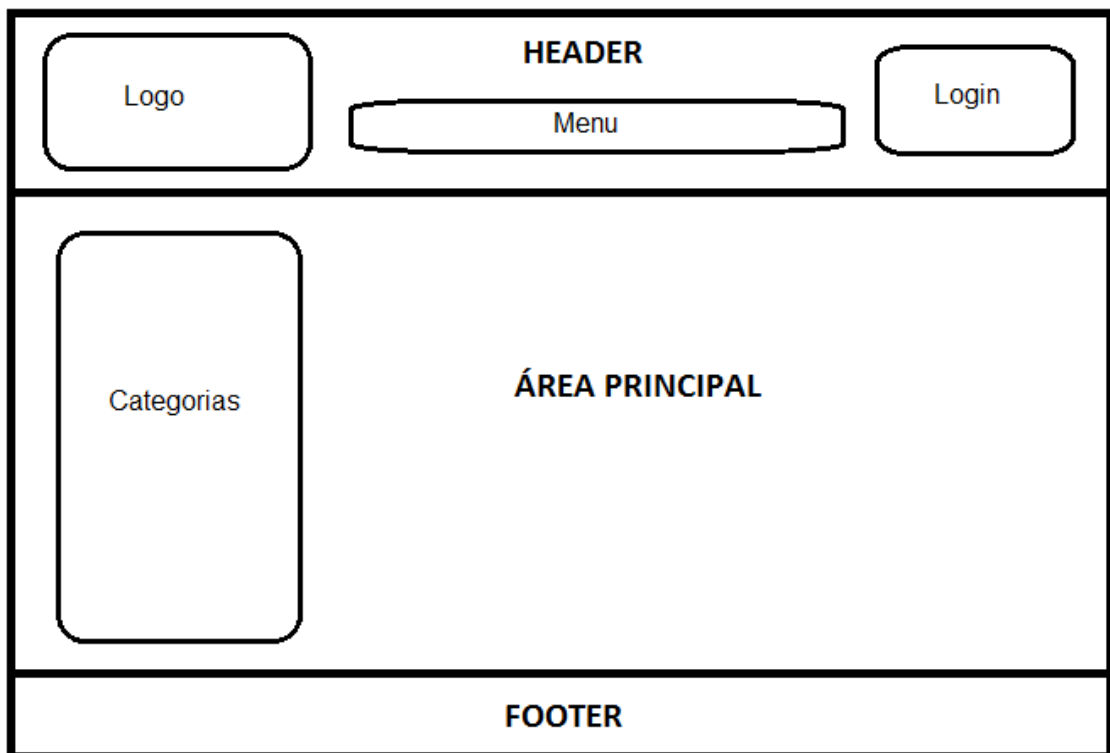 HEADER
Logo
Menu
Login
Categorias
ÁREA PRINCIPAL
FOOTER